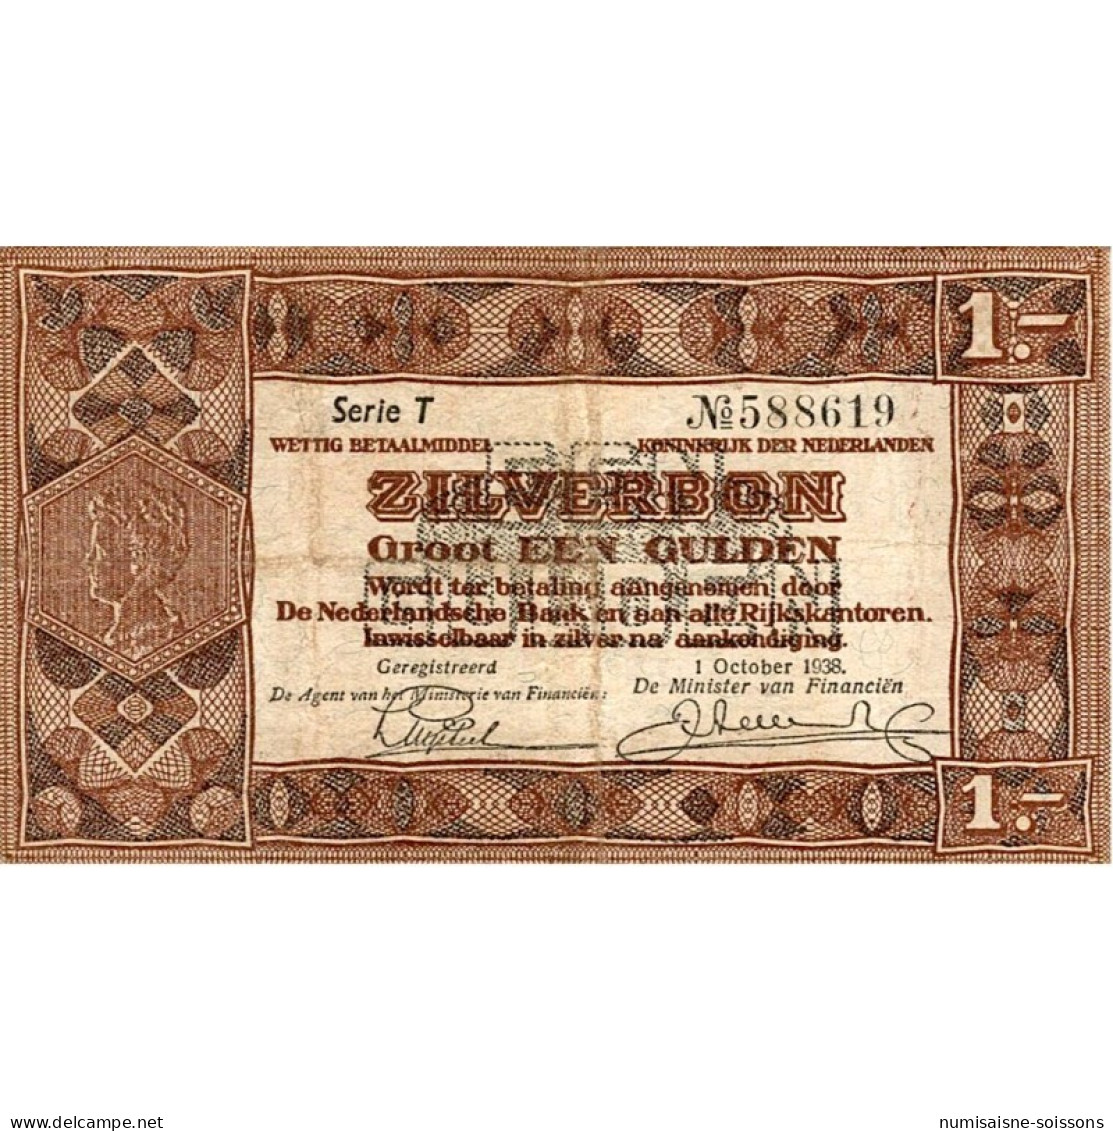 1.-
Serie T № 588619
WETTIG BETAALMIDDEL KONINKRIJK DER NEDERLANDEN
ZILVERBON
Groot EEN GULDEN
Wordt ter betaling aangenomen door
De Nederlandsche Bank en aan alle Rijkskantoren.
Inwisselbaar in zilver na aankondiging.
Geregistreerd 1 October 1938.
De Agent van het Ministerie van Financiën: De Minister van Financiën
1.-
delcampe.net numisaisne-soissons